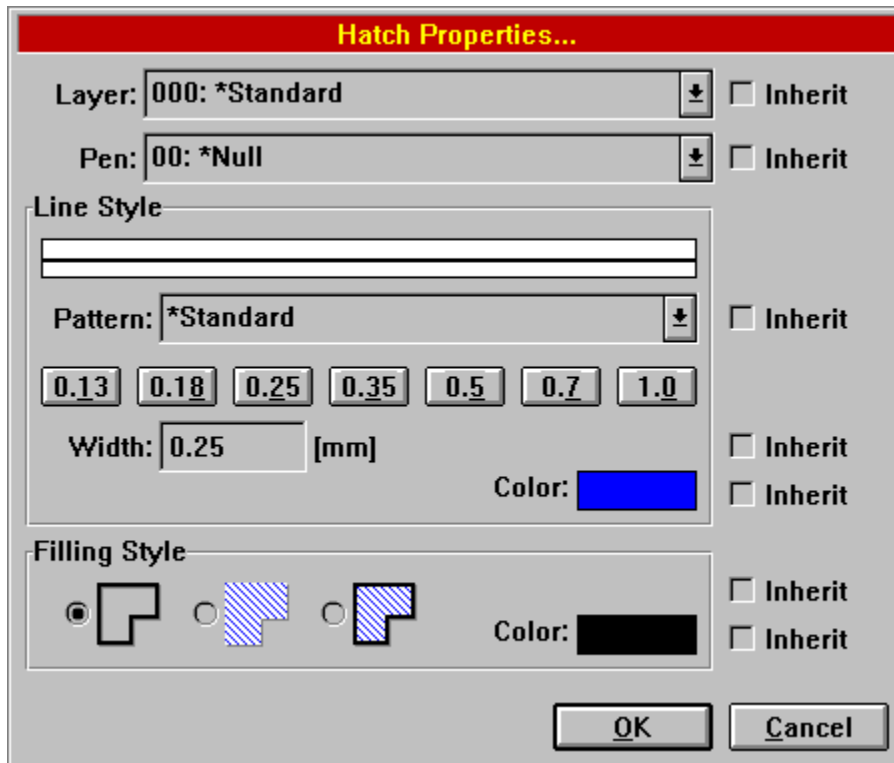 Hatch Properties...
Layer: 000: *Standard Inherit
Pen: 00: *Null Inherit
Line Style
Pattern: *Standard Inherit
0.13 0.18 0.25 0.35 0.5 0.7 1.0
Width: 0.25 [mm] Inherit
Color: Inherit
Filling Style
Inherit
Color: Inherit
OK Cancel